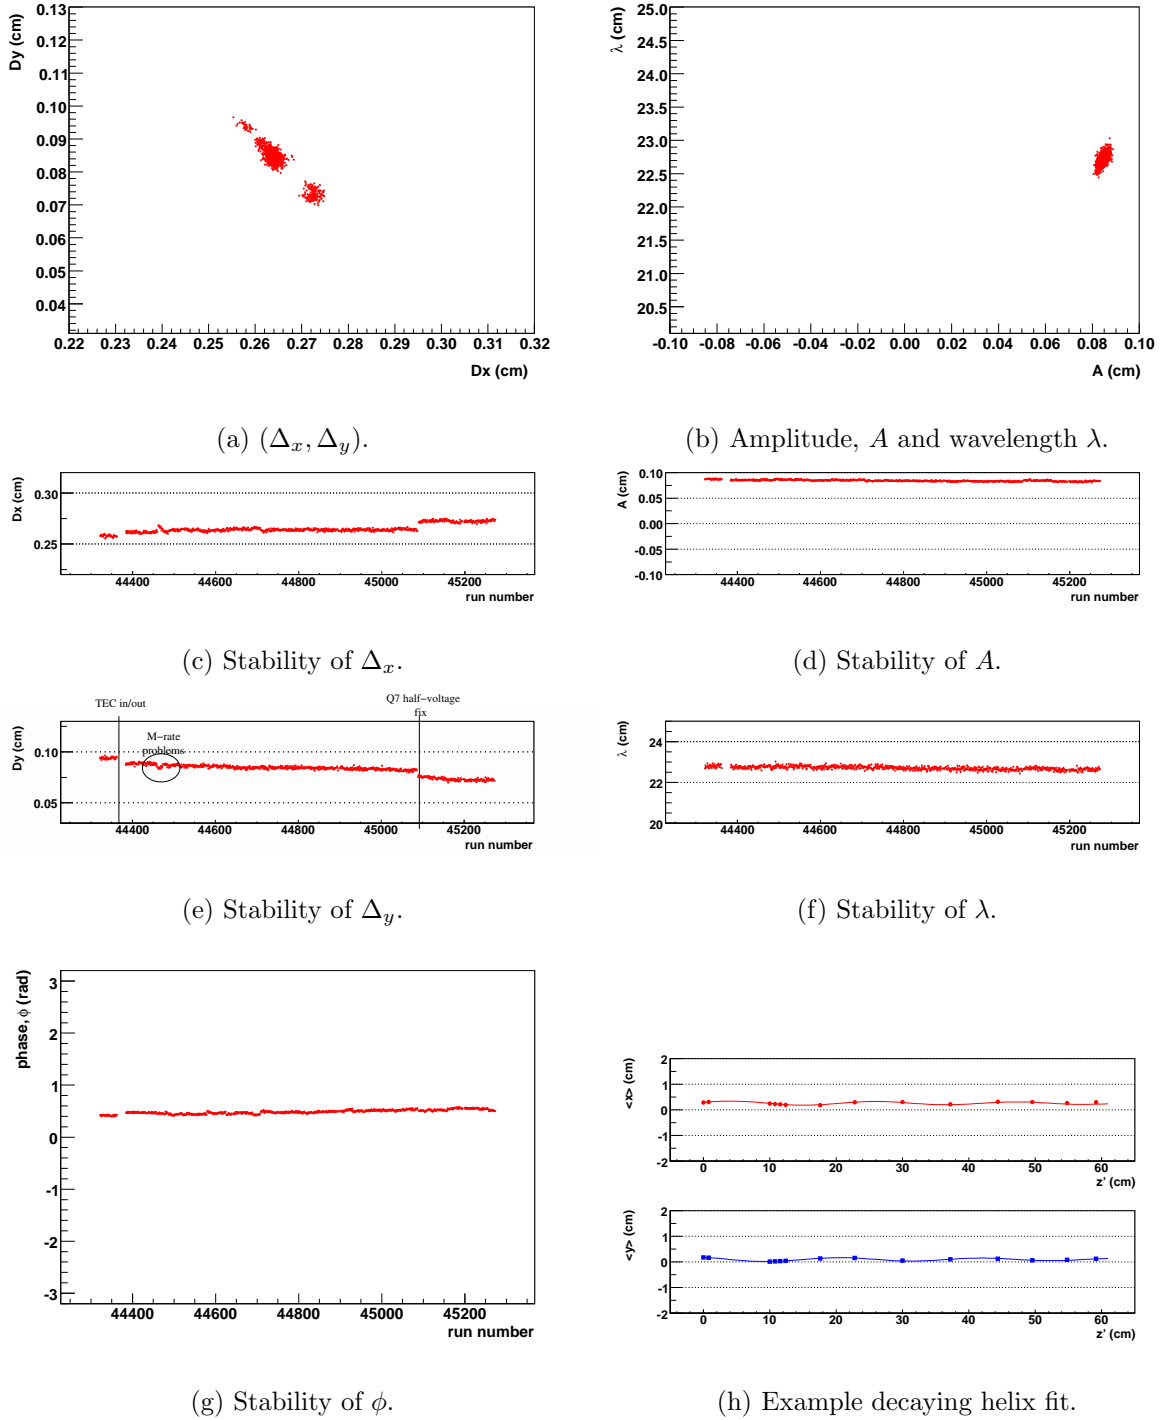 0.13
0.12
0.11
0.10
0.09
0.08
0.07
0.06
0.05
0.04
Dy (cm)
0.22 0.23 0.24 0.25 0.26 0.27 0.28 0.29 0.30 0.31 0.32
Dx (cm)
25.0
24.5
24.0
23.5
23.0
22.5
22.0
21.5
21.0
20.5
λ (cm)
-0.10 -0.08 -0.06 -0.04 -0.02 0.00 0.02 0.04 0.06 0.08 0.10
A (cm)
(a) (Δx, Δy).
(b) Amplitude, A and wavelength λ.
Dx (cm)
0.30
0.25
44400 44600 44800 45000 45200
run number
A (cm)
0.10
0.05
0.00
-0.05
-0.10
44400 44600 44800 45000 45200
run number
(c) Stability of Δx.
(d) Stability of A.
TEC in/out
Q7 half−voltage
fix
M−rate
problems
Dy (cm)
0.10
0.05
44400 44600 44800 45000 45200
run number
λ (cm)
24
22
20
44400 44600 44800 45000 45200
run number
(e) Stability of Δy.
(f) Stability of λ.
phase, ϕ (rad)
3
2
1
0
-1
-2
-3
44400 44600 44800 45000 45200
run number
<x> (cm)
2
1
0
-1
-2
0 10 20 30 40 50 60
z' (cm)
<y> (cm)
2
1
0
-1
-2
0 10 20 30 40 50 60
z' (cm)
(g) Stability of ϕ.
(h) Example decaying helix fit.